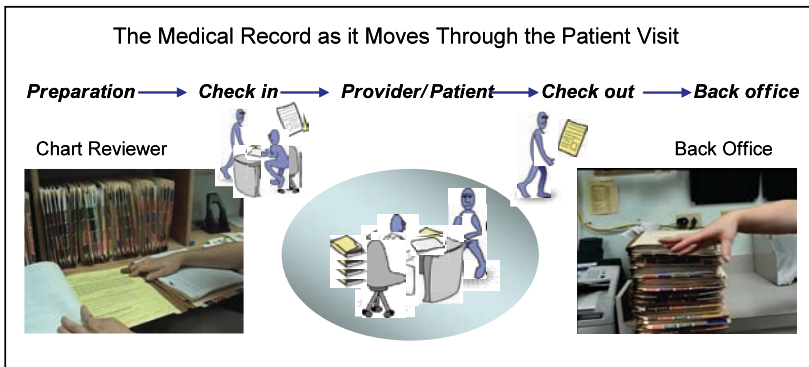 The Medical Record as it Moves Through the Patient Visit
Preparation Check in Provider/Patient Check out Back office
Chart Reviewer Back Office